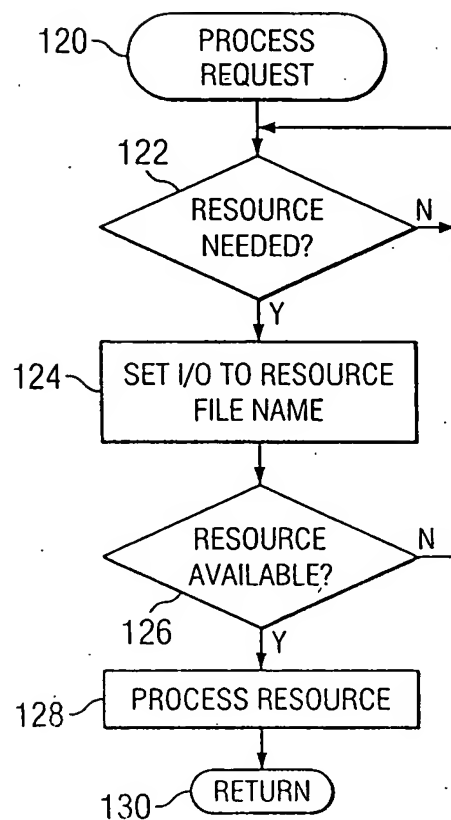 120
PROCESS
REQUEST
122
RESOURCE
NEEDED?
N
Y
124
SET I/O TO RESOURCE
FILE NAME
RESOURCE
AVAILABLE?
N
126
Y
128
PROCESS RESOURCE
130
RETURN